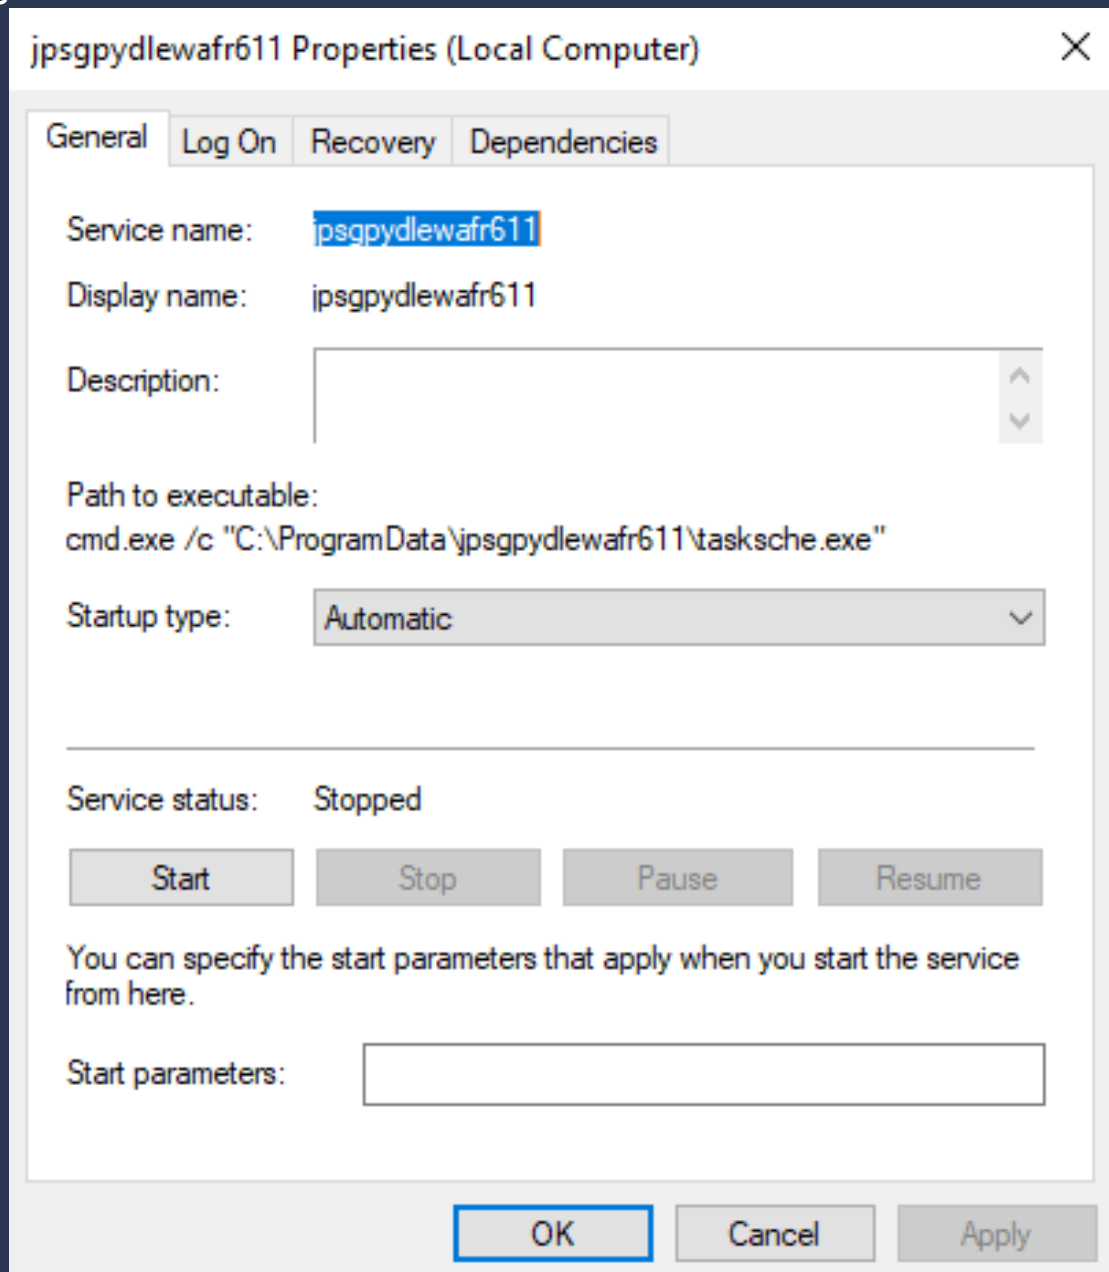 jpsgpydlewafr611 Properties (Local Computer)
General Log On Recovery Dependencies
Service name: jpsgpydlewafr611
Display name: jpsgpydlewafr611
Description:
Path to executable:
cmd.exe /c "C:\ProgramData\jpsgpydlewafr611\tasksche.exe"
Startup type: Automatic
Service status: Stopped
Start Stop Pause Resume
You can specify the start parameters that apply when you start the service
from here.
Start parameters:
OK Cancel Apply